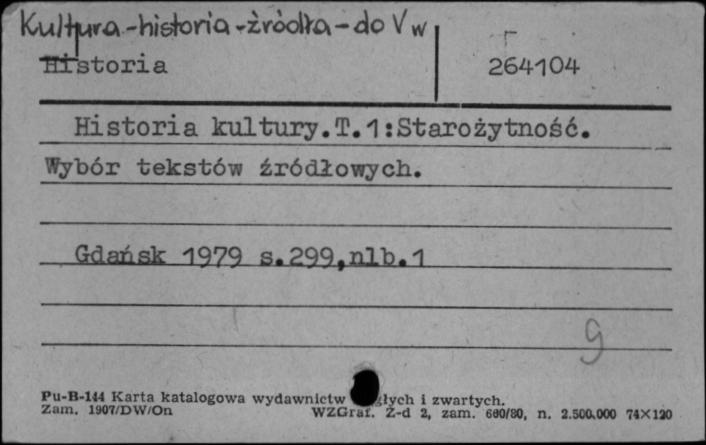 Kultura-historia-źródła-do V w
Historia
264104
Historia kultury.T.1:Starożytność.
Wybór tekstów źródłowych.
Gdańsk 1979 s.299,nlb.1
9
Pu-B-144 Karta katalogowa wydawnictw głych i zwartych.
Zam. 1907/DW/On WZGraf. Z-d 2, zam. 680/80, n. 2.500.000 74×120